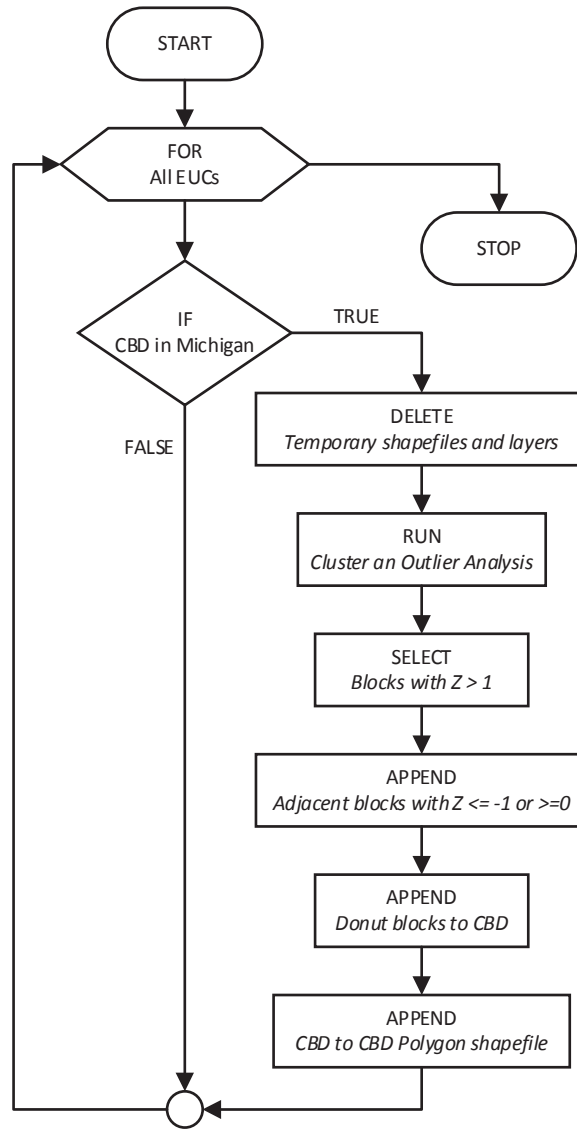 START
FOR
All EUCs
STOP
IF
CBD in Michigan
TRUE
FALSE
DELETE
Temporary shapefiles and layers
RUN
Cluster an Outlier Analysis
SELECT
Blocks with Z > 1
APPEND
Adjacent blocks with Z <= -1 or >=0
APPEND
Donut blocks to CBD
APPEND
CBD to CBD Polygon shapefile